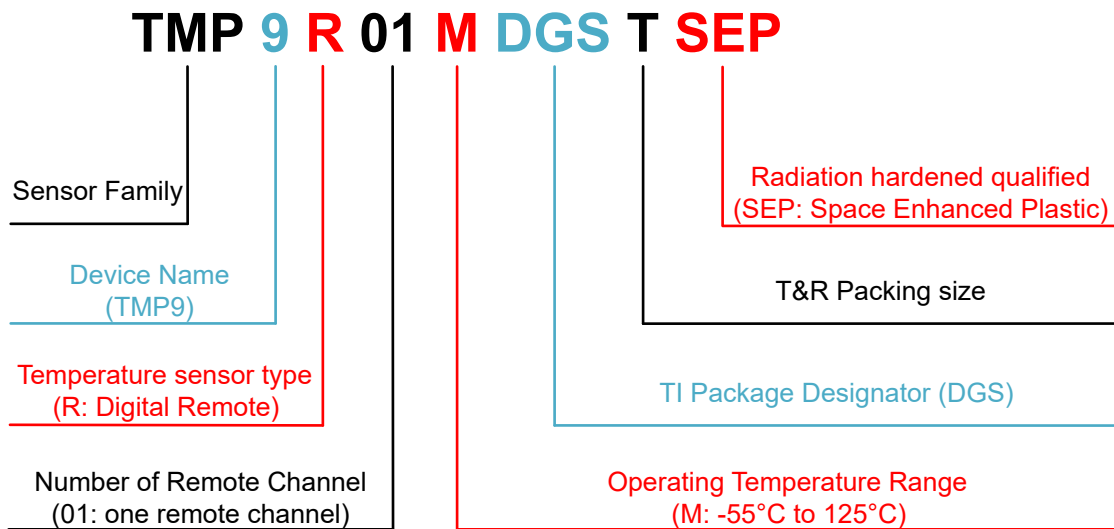 TMP 9 R 01 M DGS T SEP
Sensor Family
Device Name
(TMP9)
Temperature sensor type
(R: Digital Remote)
Number of Remote Channel
(01: one remote channel)
Radiation hardened qualified
(SEP: Space Enhanced Plastic)
T&R Packing size
TI Package Designator (DGS)
Operating Temperature Range
(M: -55°C to 125°C)